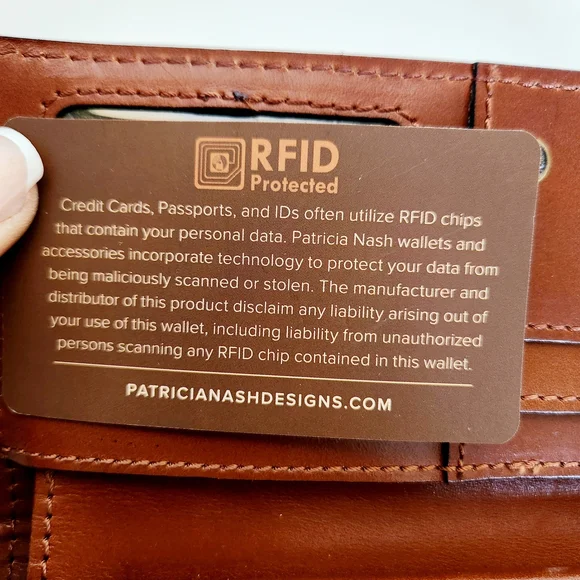 RFID
Protected
Credit Cards, Passports, and IDs often utilize RFID chips
that contain your personal data. Patricia Nash wallets and
accessories incorporate technology to protect your data from
being maliciously scanned or stolen. The manufacturer and
distributor of this product disclaim any liability arising out of
your use of this wallet, including liability from unauthorized
persons scanning any RFID chip contained in this wallet.
PATRICIANASHDESIGNS.COM